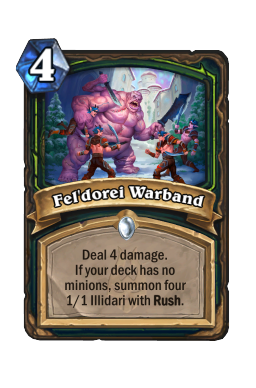 4
Fel'dorei Warband
Deal 4 damage.
If your deck has no
minions, summon four
1/1 Illidari with Rush.